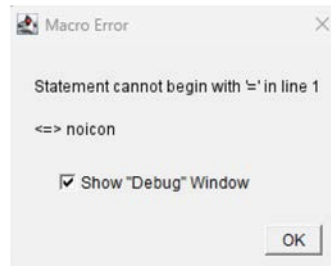 Macro Error
Statement cannot begin with '=' in line 1
<=> noicon
Show "Debug" Window
OK